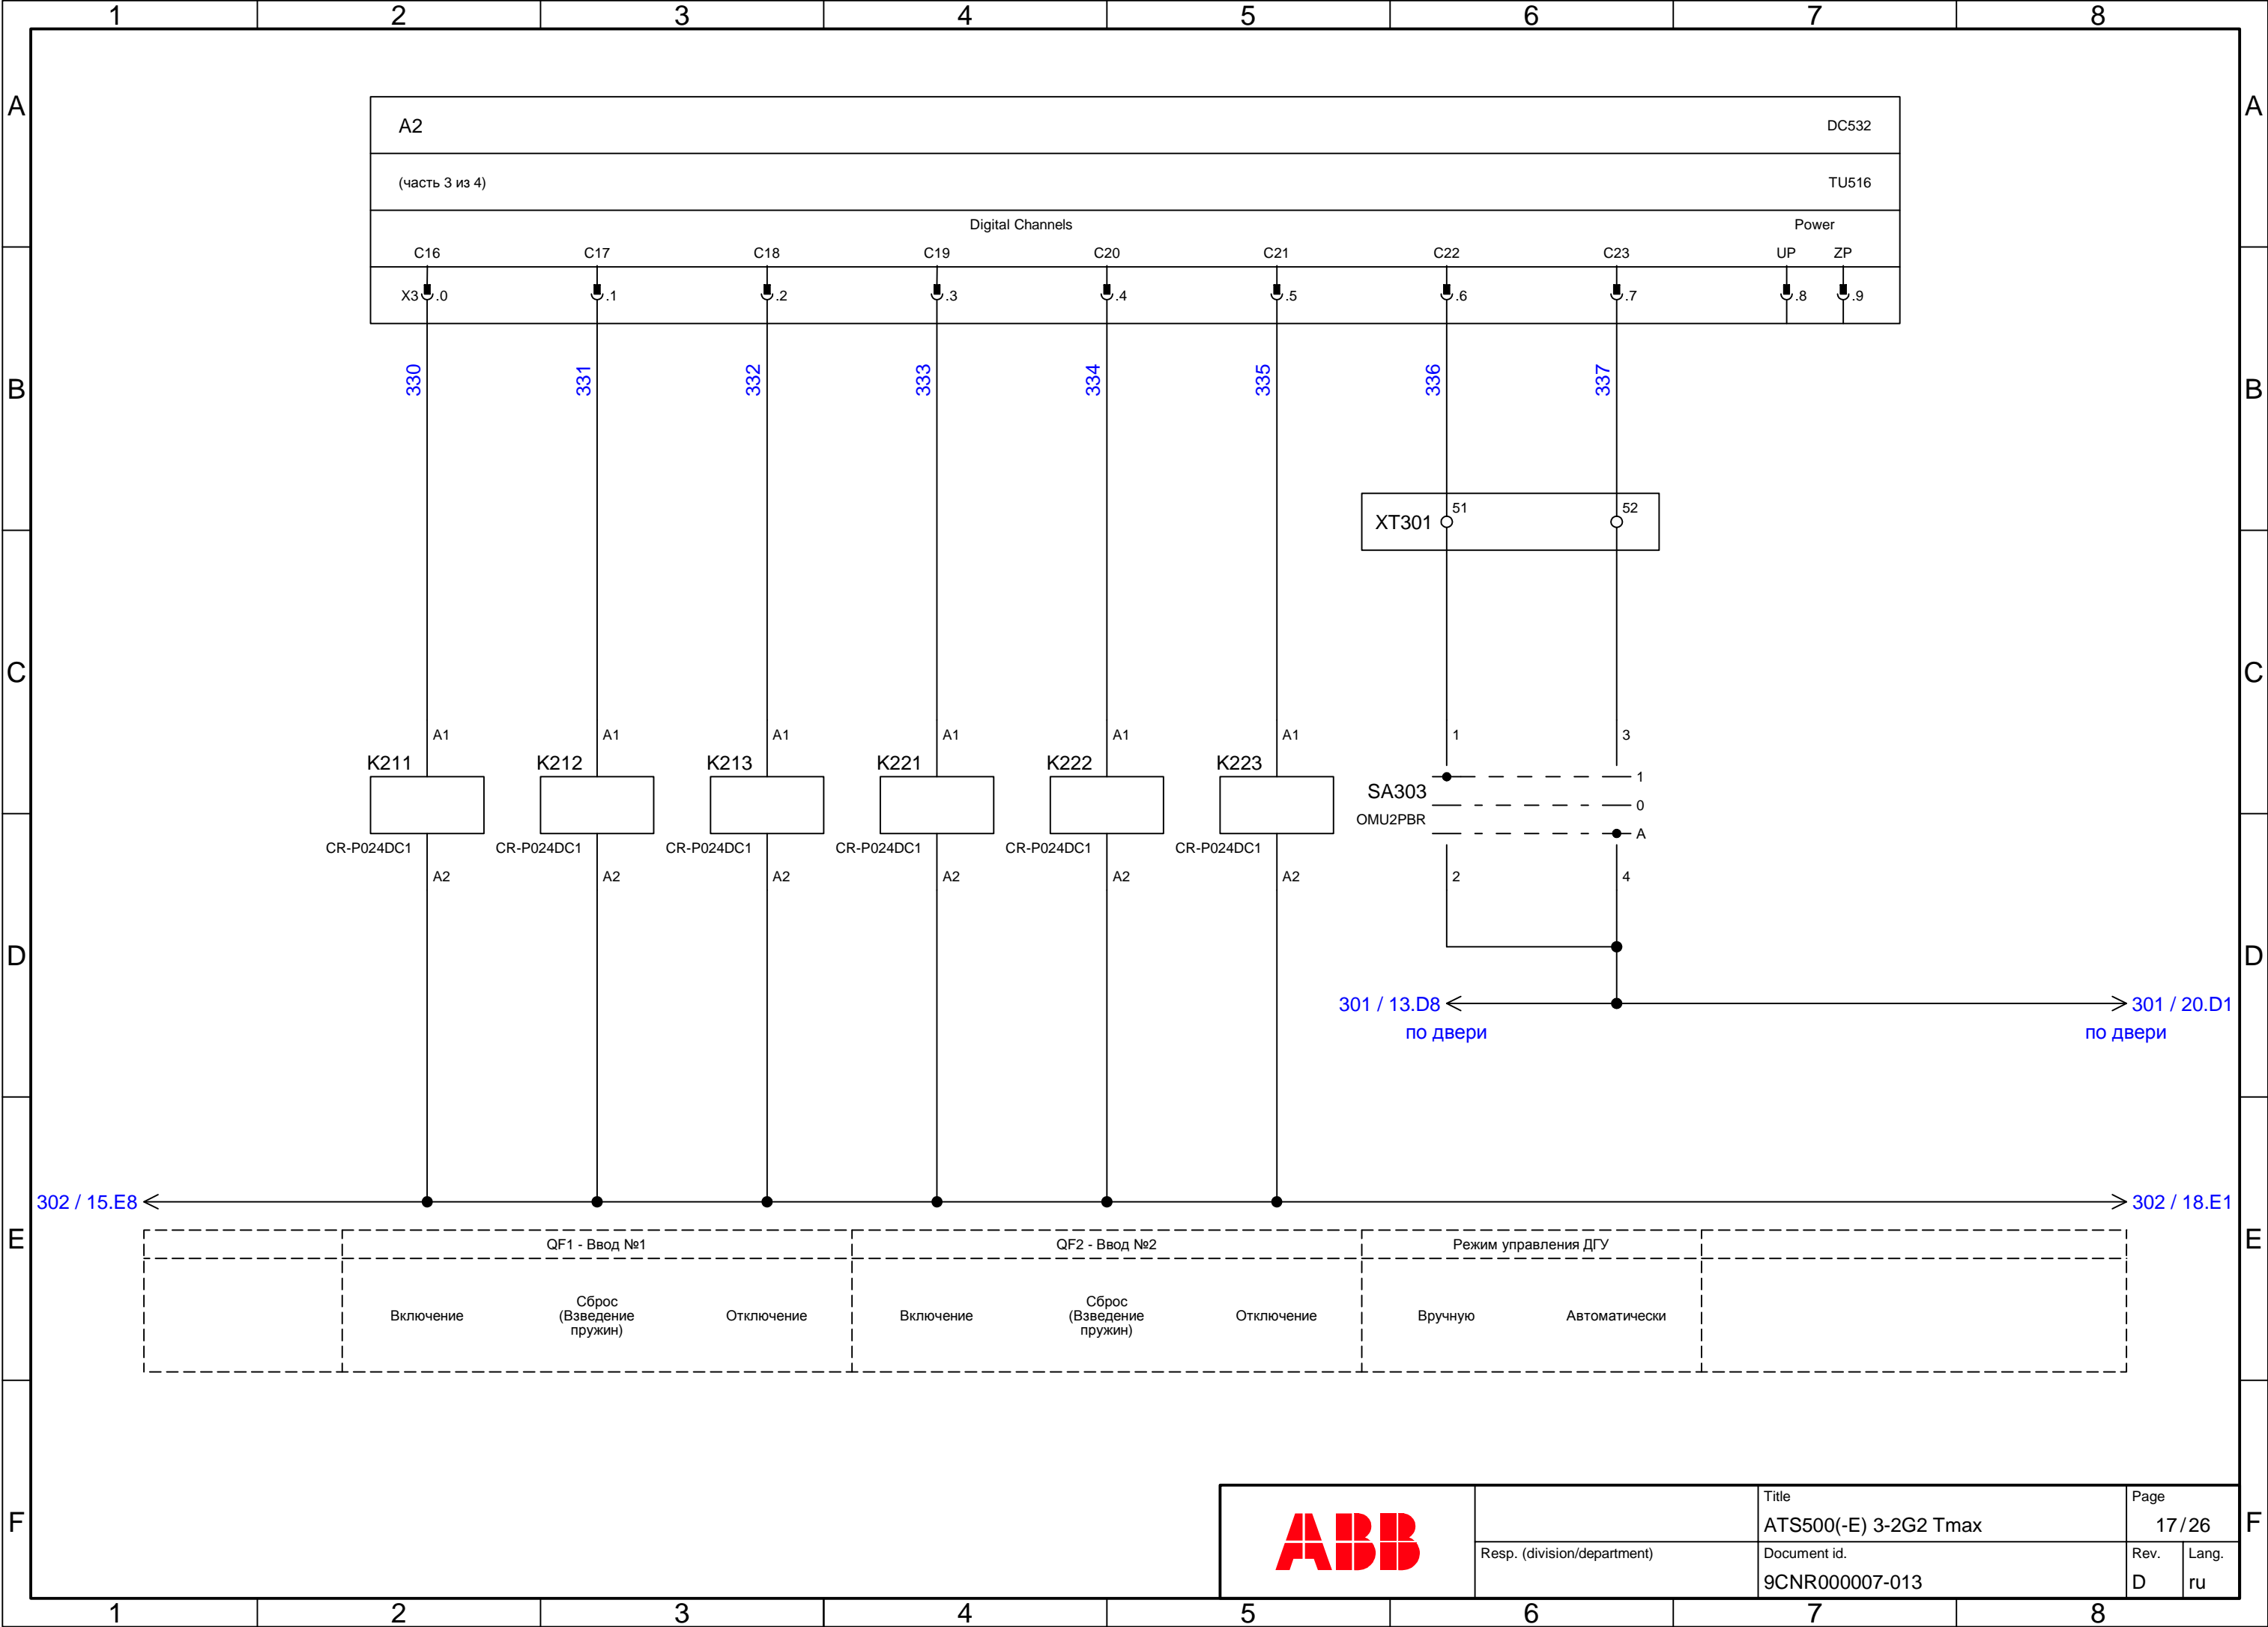 1 2 3 4 5 6 7 8
A A
A2 DC532
(часть 3 из 4) TU516
Digital Channels Power
C16 C17 C18 C19 C20 C21 C22 C23 UP ZP
X3 .0 .1 .2 .3 .4 .5 .6 .7 .8 .9
B B
330 331 332 333 334 335 336 337
XT301 51 52
C C
A1 A1 A1 A1 A1 A1 1 3
K211 K212 K213 K221 K222 K223
1
SA303
0
OMU2PBR
A
CR-P024DC1 CR-P024DC1 CR-P024DC1 CR-P024DC1 CR-P024DC1 CR-P024DC1
A2 A2 A2 A2 A2 A2 2 4
D D
301 / 13.D8 301 / 20.D1
по двери по двери
302 / 15.E8 302 / 18.E1
E E
QF1 - Ввод №1 QF2 - Ввод №2 Режим управления ДГУ
Включение
Сброс
(Взведение
пружин)
Отключение
Включение
Сброс
(Взведение
пружин)
Отключение
Вручную
Автоматически
F F
ABB
Title
ATS500(-E) 3-2G2 Tmax
Page
17/26
Resp. (division/department)
Document id.
9CNR000007-013
Rev.
D
Lang.
ru
1 2 3 4 5 6 7 8